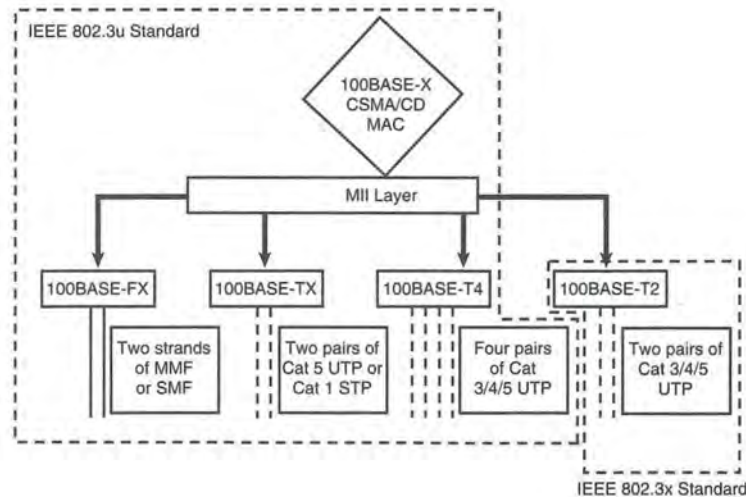 IEEE 802.3u Standard
100BASE-X
CSMA/CD
MAC
MII Layer
100BASE-FX
100BASE-TX
100BASE-T4
100BASE-T2
Two strands
of MMF
or SMF
Two pairs of
Cat 5 UTP or
Cat 1 STP
Four pairs
of Cat
3/4/5 UTP
Two pairs of
Cat 3/4/5
UTP
IEEE 802.3x Standard